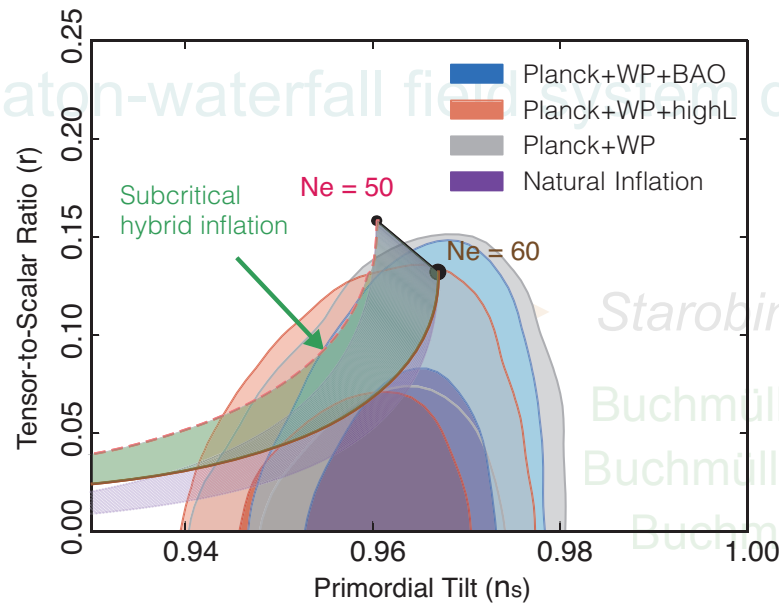 0.25
0.20
0.15
0.10
0.05
0.00
Tensor-to-Scalar Ratio (r)
aton-waterfall field system d
Planck+WP+BAO
Planck+WP+highL
Planck+WP
Natural Inflation
Subcritical
hybrid inflation
Ne = 50
Ne = 60
Starobin
Buchmüll
Buchmüll
Buchm
0.94
0.96
0.98
1.00
Primordial Tilt (ns)